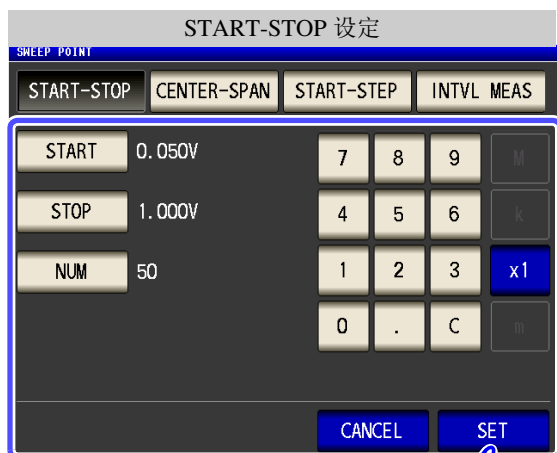 START-STOP 设定
SWEEP POINT
START-STOP CENTER-SPAN START-STEP INTVL MEAS
START 0.050V 7 8 9 M
STOP 1.000V 4 5 6 k
NUM 50 1 2 3 x1
0 . C m
CANCEL SET